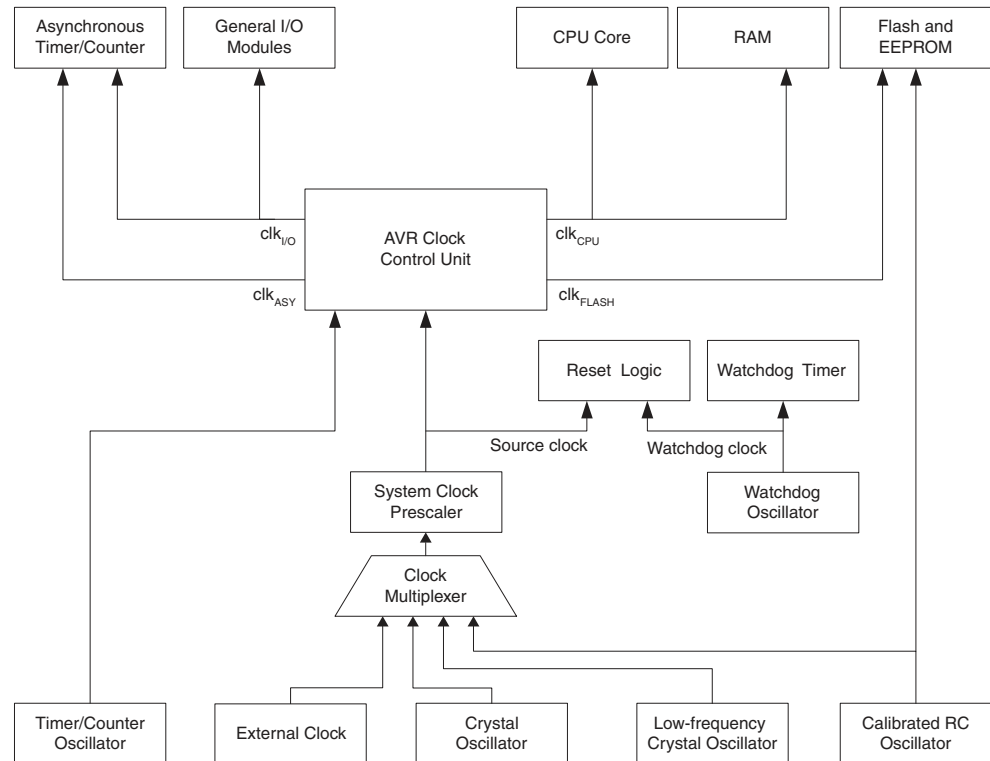 Asynchronous
Timer/Counter
General I/O
Modules
CPU Core
RAM
Flash and
EEPROM
clkI/O
AVR Clock
Control Unit
clkCPU
clkASY
clkFLASH
Reset Logic
Watchdog Timer
Source clock
Watchdog clock
System Clock
Prescaler
Watchdog
Oscillator
Clock
Multiplexer
Timer/Counter
Oscillator
External Clock
Crystal
Oscillator
Low-frequency
Crystal Oscillator
Calibrated RC
Oscillator